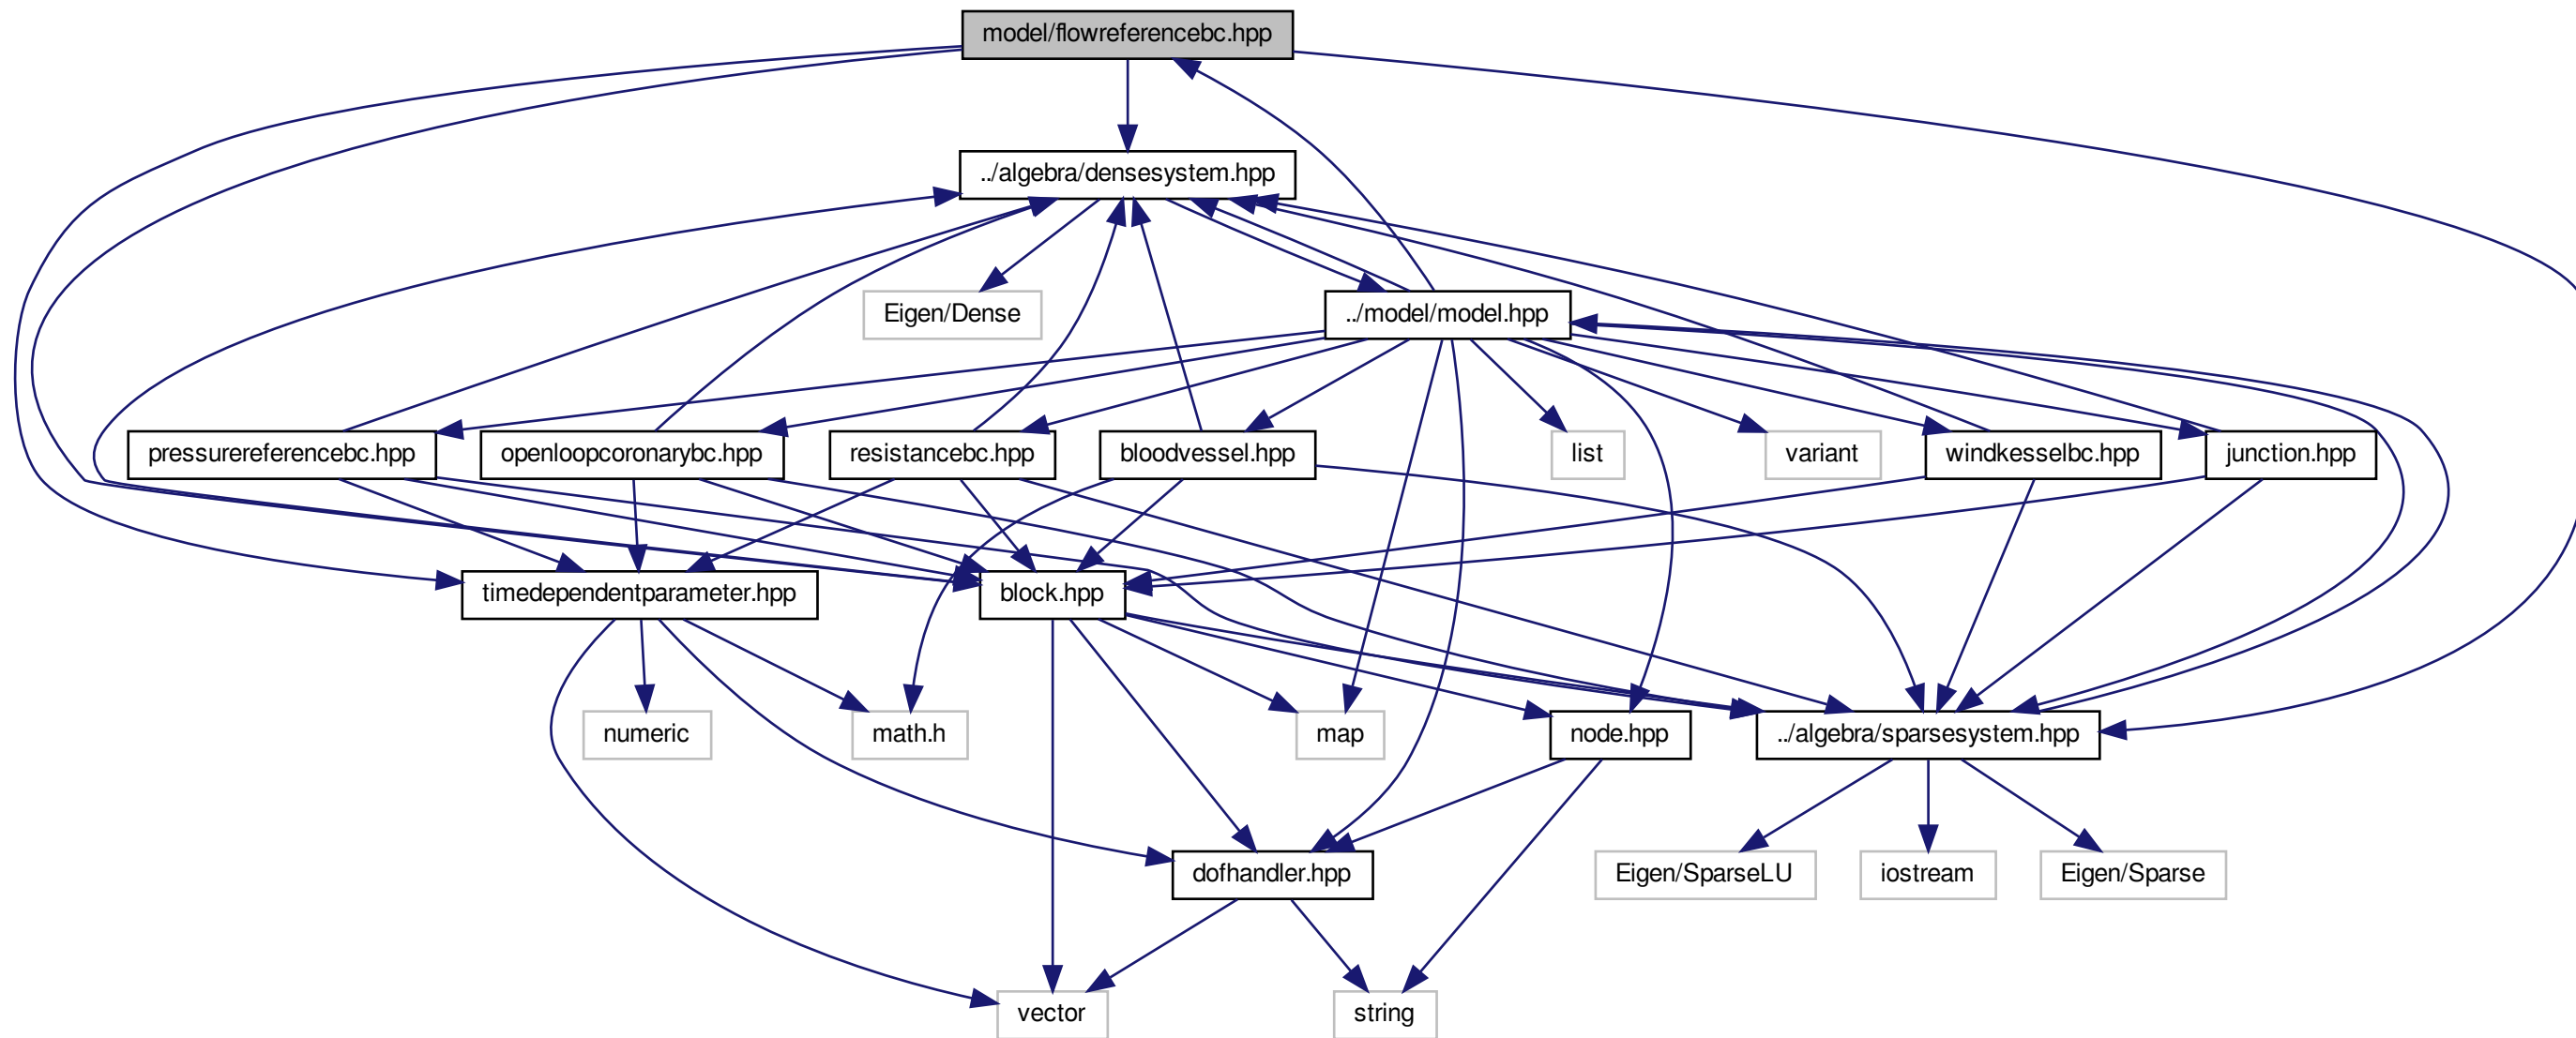 model/flowreferencebc.hpp
../algebra/densesystem.hpp
Eigen/Dense
../model/model.hpp
pressurereferencebc.hpp
openloopcoronarybc.hpp
resistancebc.hpp
bloodvessel.hpp
list
variant
windkesselbc.hpp
junction.hpp
timedependentparameter.hpp
block.hpp
numeric
math.h
map
node.hpp
../algebra/sparsesystem.hpp
dofhandler.hpp
Eigen/SparseLU
iostream
Eigen/Sparse
vector
string